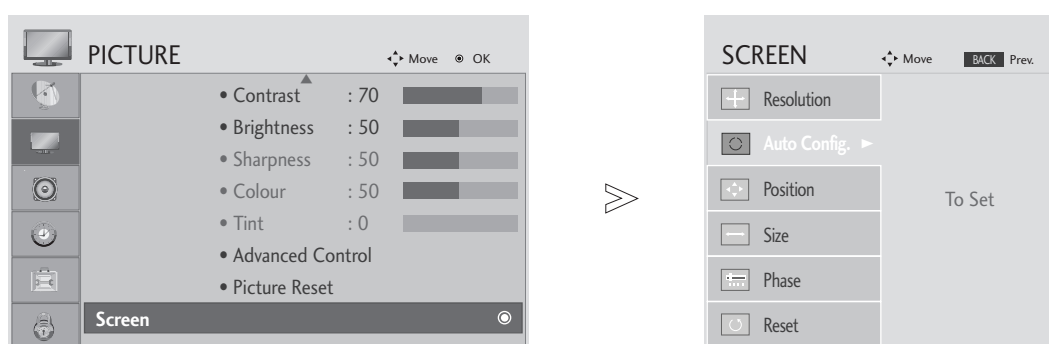 PICTURE
Move OK
• Contrast : 70
• Brightness : 50
• Sharpness : 50
• Colour : 50
• Tint : 0
• Advanced Control
• Picture Reset
Screen
SCREEN
Move BACK Prev.
Resolution
Auto Config. ►
Position
Size
Phase
Reset
To Set